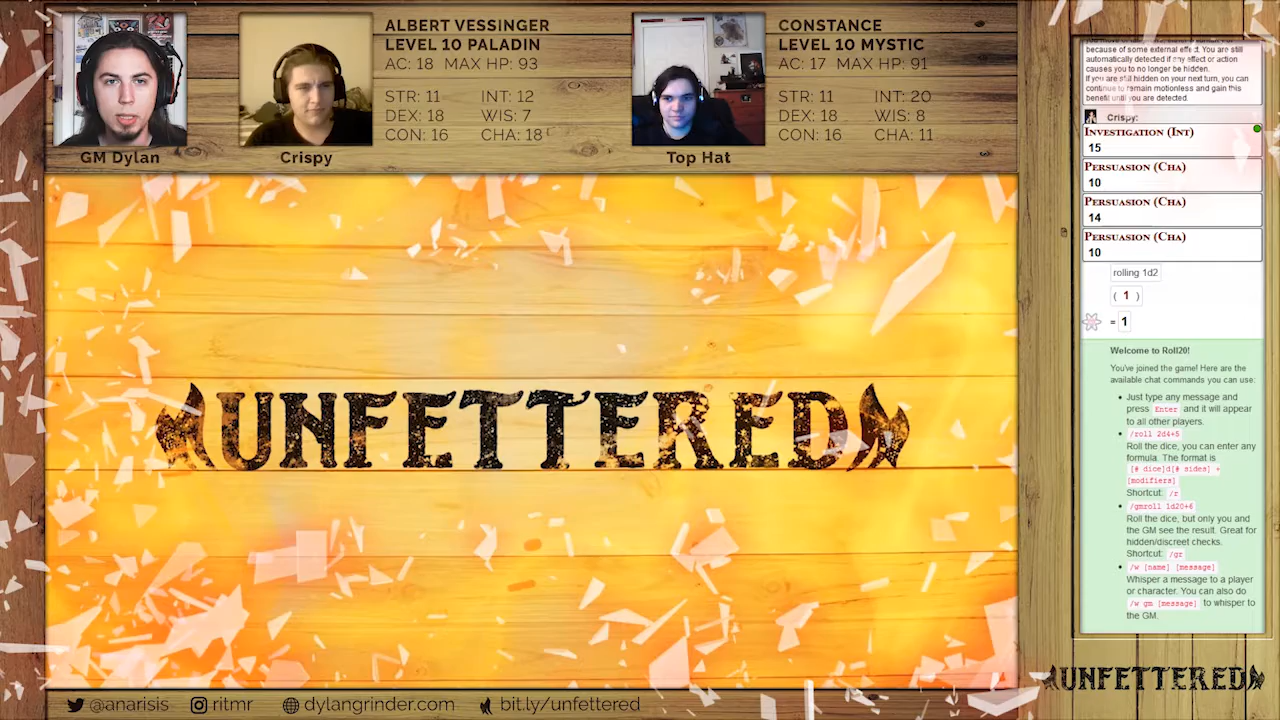 GM Dylan
Crispy
ALBERT VESSINGER
LEVEL 10 PALADIN
AC: 18 MAX HP: 93
STR: 11 INT: 12
DEX: 18 WIS: 7
CON: 16 CHA: 18
Top Hat
CONSTANCE
LEVEL 10 MYSTIC
AC: 17 MAX HP: 91
STR: 11 INT: 20
DEX: 18 WIS: 8
CON: 16 CHA: 11
UNFETTERED
because of some external effect. You are still
automatically detected if any effect or action
causes you to no longer be hidden.
If you are still hidden on your next turn, you can
continue to remain motionless and gain this
benefit until you are detected.
Crispy:
INVESTIGATION (INT)
15
PERSUASION (CHA)
10
PERSUASION (CHA)
14
PERSUASION (CHA)
10
rolling 1d2
( 1 )
= 1
Welcome to Roll20!
You've joined the game! Here are the
available chat commands you can use:
• Just type any message and
press Enter and it will appear
to all other players.
• /roll 2d4+5
Roll the dice, you can enter any
formula. The format is
[# dice]d[# sides] +
[modifiers]
Shortcut: /r
• /gmroll 1d20+6
Roll the dice, but only you and
the GM see the result. Great for
hidden/discreet checks.
Shortcut: /gr
• /w [name] [message]
Whisper a message to a player
or character. You can also do
/w gm [message] to whisper to
the GM.
UNFETTERED
@anarisis ritmr dylangrinder.com bit.ly/unfettered